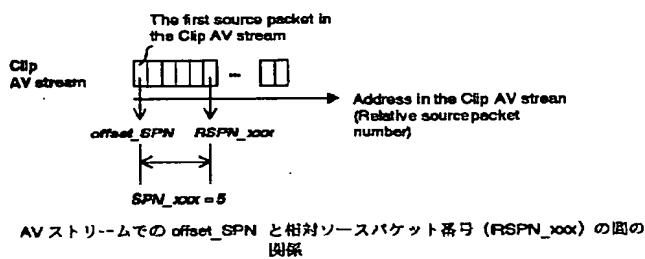 The first source packet in
the Clip AV stream
Clip
AV stream
...
Address in the Clip AV stream
(Relative source packet
number)
offset_SPN RSPN_xxx
SPN_xxx = 5
AV ストリームでの offset_SPN と相対ソースパケット番号（RSPN_xxx）の間の
関係